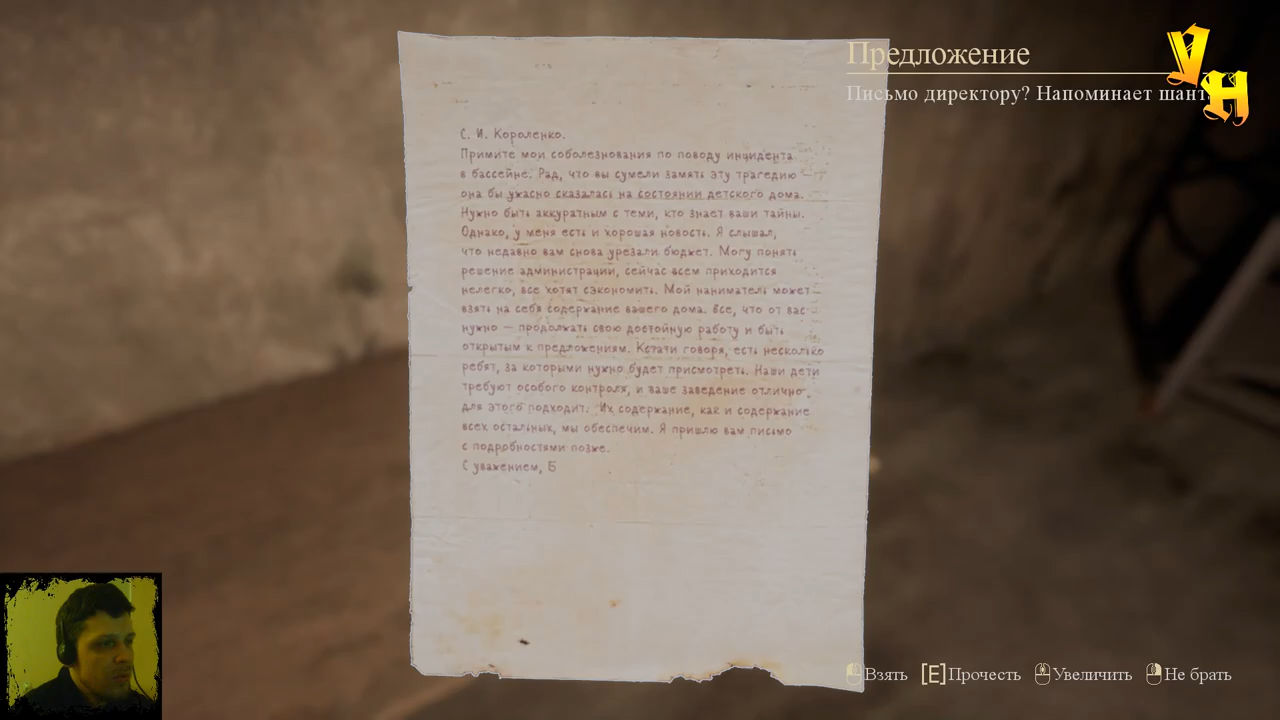 Предложение
Письмо директору? Напоминает шант
УН
С. И. Короленко.
Примите мои соболезнования по поводу инцидента
в бассейне. Рад, что вы сумели замять эту трагедию —
она бы ужасно сказалась на состоянии детского дома.
Нужно быть аккуратным с теми, кто знает ваши тайны.
Однако, у меня есть и хорошая новость. Я слышал,
что недавно вам снова урезали бюджет. Могу понять
решение администрации, сейчас всем приходится
нелегко, все хотят сэкономить. Мой наниматель может
взять на себя содержание вашего дома. Все, что от вас
нужно — продолжать свою достойную работу и быть
открытым к предложениям. Кстати говоря, есть несколько
ребят, за которыми нужно будет присмотреть. Наши дети
требуют особого контроля, и ваше заведение отлично
для этого подходит. Их содержание, как и содержание
всех остальных, мы обеспечим. Я пришлю вам письмо
с подробностями позже.
С уважением, Б
Взять [E]Прочесть Увеличить Не брать